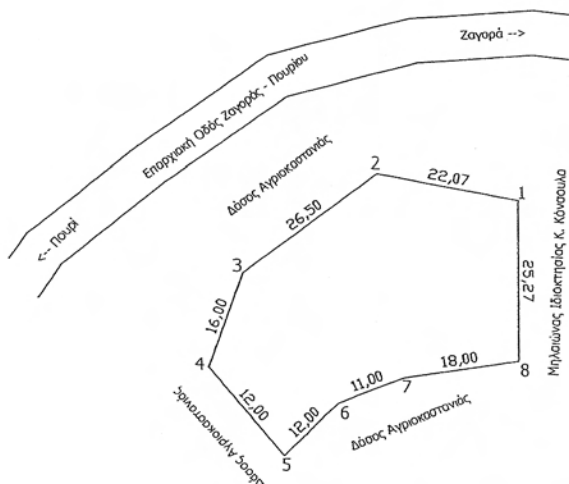 Ζαγορά -->
Επαρχιακή Οδός Ζαγοράς - Πουρίου
<-- Πουρί
Δάσος Αγριοκαστανιάς
2
22,07
1
26,50
25,27
Μηλαιώνας Ιδιοκτησίας Κ. Κάνσουλα
3
16,00
4
12,00
12,00
11,00
18,00
8
7
6
5
Δάσος Αγριοκαστανιάς
Δάσος Αγριοκαστανιάς